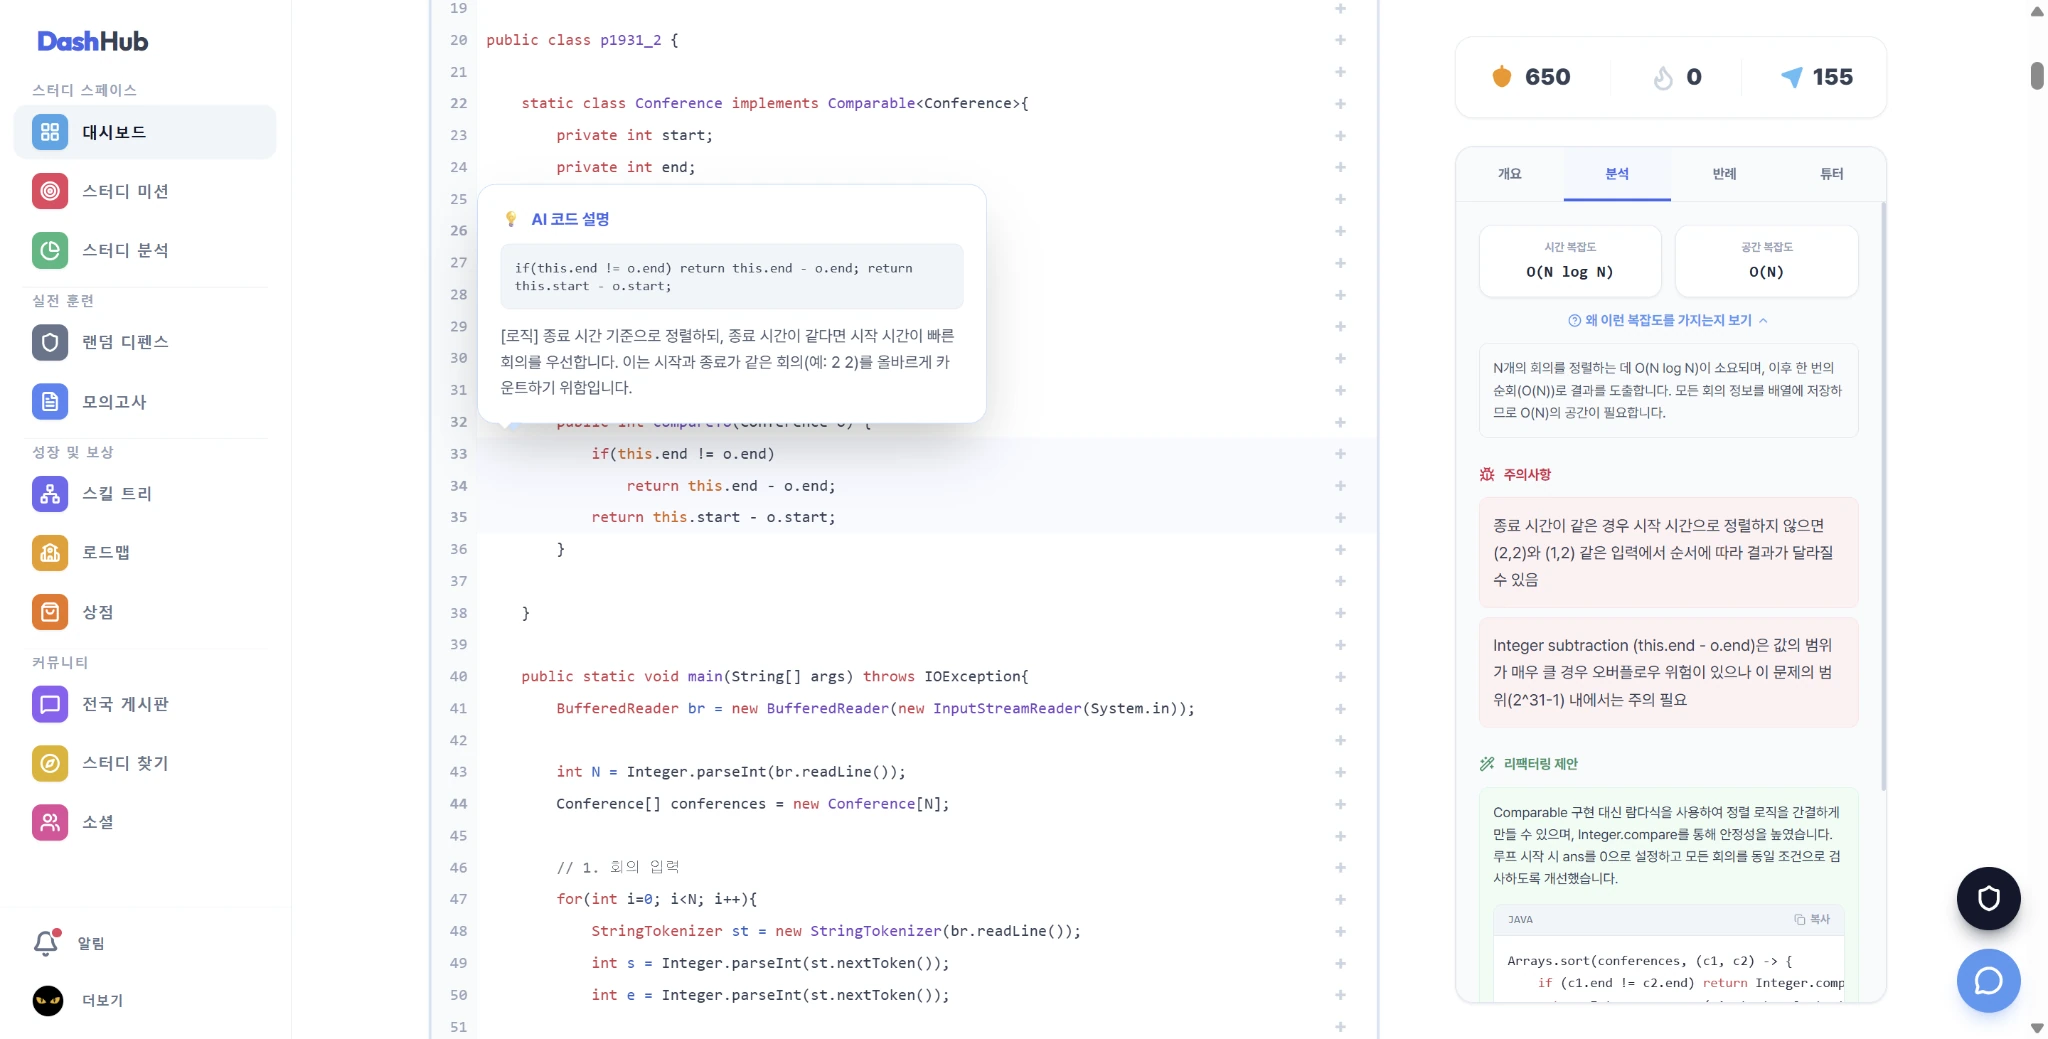 DashHub
스터디 스페이스
대시보드
스터디 미션
스터디 분석
실전 훈련
랜덤 디펜스
모의고사
성장 및 보상
스킬 트리
로드맵
상점
커뮤니티
전국 게시판
스터디 찾기
소셜
알림
더보기
19
20 public class p1931_2 {
21
22 static class Conference implements Comparable<Conference>{
23 private int start;
24 private int end;
25
26
27
28
29
30
31
32 public int compareTo(Conference o) {
33 if(this.end != o.end)
34 return this.end - o.end;
35 return this.start - o.start;
36 }
37
38 }
39
40 public static void main(String[] args) throws IOException{
41 BufferedReader br = new BufferedReader(new InputStreamReader(System.in));
42
43 int N = Integer.parseInt(br.readLine());
44 Conference[] conferences = new Conference[N];
45
46 // 1. 회의 입력
47 for(int i=0; i<N; i++){
48 StringTokenizer st = new StringTokenizer(br.readLine());
49 int s = Integer.parseInt(st.nextToken());
50 int e = Integer.parseInt(st.nextToken());
51
AI 코드 설명
if(this.end != o.end) return this.end - o.end; return
this.start - o.start;
[로직] 종료 시간 기준으로 정렬하되, 종료 시간이 같다면 시작 시간이 빠른
회의를 우선합니다. 이는 시작과 종료가 같은 회의(예: 2 2)를 올바르게 카
운트하기 위함입니다.
650 0 155
개요 분석 반례 튜터
시간 복잡도
O(N log N)
공간 복잡도
O(N)
왜 이런 복잡도를 가지는지 보기
N개의 회의를 정렬하는 데 O(N log N)이 소요되며, 이후 한 번의
순회(O(N))로 결과를 도출합니다. 모든 회의 정보를 배열에 저장하
므로 O(N)의 공간이 필요합니다.
주의사항
종료 시간이 같은 경우 시작 시간으로 정렬하지 않으면
(2,2)와 (1,2) 같은 입력에서 순서에 따라 결과가 달라질
수 있음
Integer subtraction (this.end - o.end)은 값의 범위
가 매우 클 경우 오버플로우 위험이 있으나 이 문제의 범
위(2^31-1) 내에서는 주의 필요
리팩터링 제안
Comparable 구현 대신 람다식을 사용하여 정렬 로직을 간결하게
만들 수 있으며, Integer.compare를 통해 안정성을 높였습니다.
루프 시작 시 ans를 0으로 설정하고 모든 회의를 동일 조건으로 검
사하도록 개선했습니다.
JAVA 복사
Arrays.sort(conferences, (c1, c2) -> {
if (c1.end != c2.end) return Integer.comp